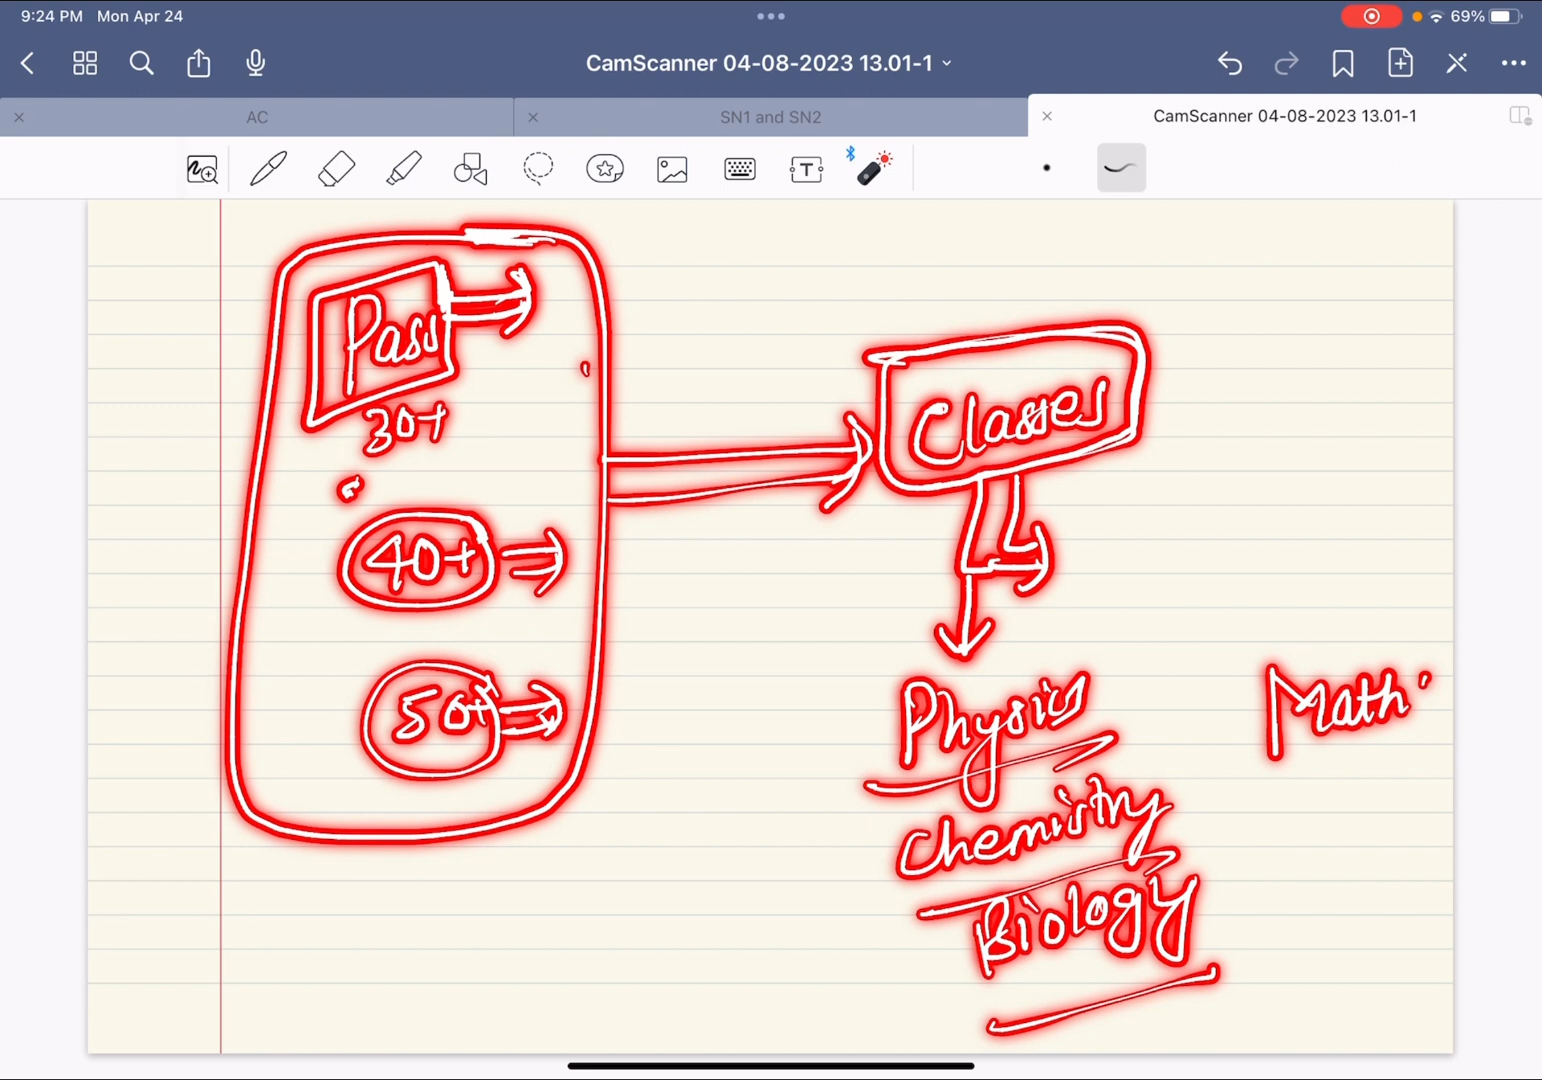 9:24 PM Mon Apr 24
69%
CamScanner 04-08-2023 13.01-1
AC
SN1 and SN2
CamScanner 04-08-2023 13.01-1
T
Pass
30+
40+
50+
Classes
Physics
Math
Chemistry
Biology